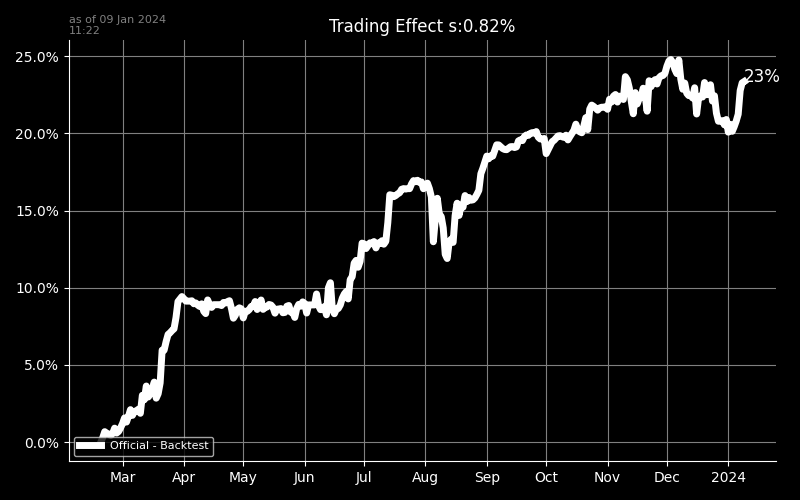 as of 09 Jan 2024
11:22
Trading Effect s:0.82%
25.0%
23%
20.0%
15.0%
10.0%
5.0%
0.0%
Official - Backtest
Mar Apr May Jun Jul Aug Sep Oct Nov Dec 2024